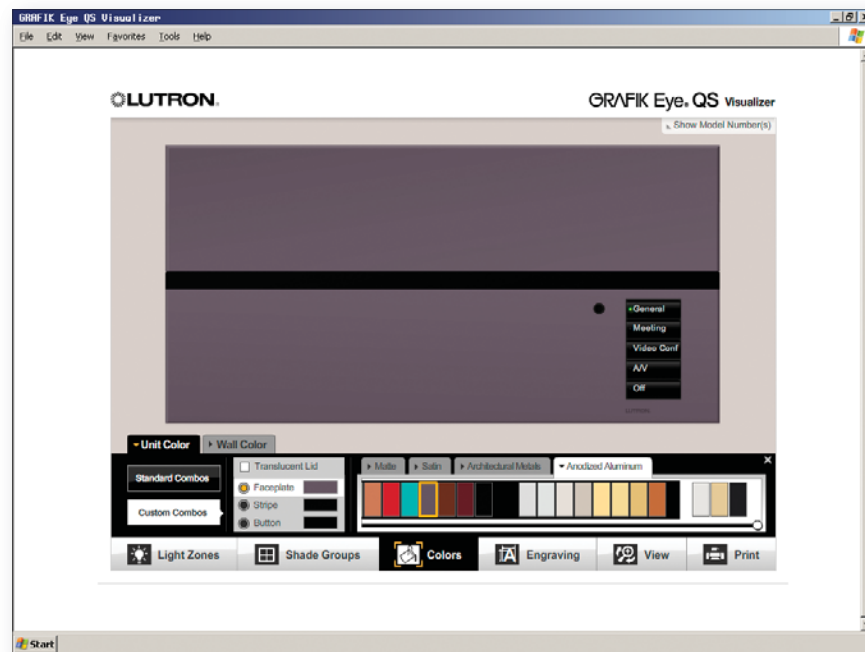 GRAFIK Eye QS Visualizer
File Edit View Favorites Tools Help
LUTRON®
GRAFIK Eye® QS Visualizer
Show Model Number(s)
General
Meeting
Video Conf
A/V
Off
LUTRON
Unit Color Wall Color
Standard Combos
Custom Combos
Translucent Lid
Faceplate
Stripe
Button
Matte Satin Architectural Metals Anodized Aluminum
Light Zones Shade Groups Colors Engraving View Print
Start